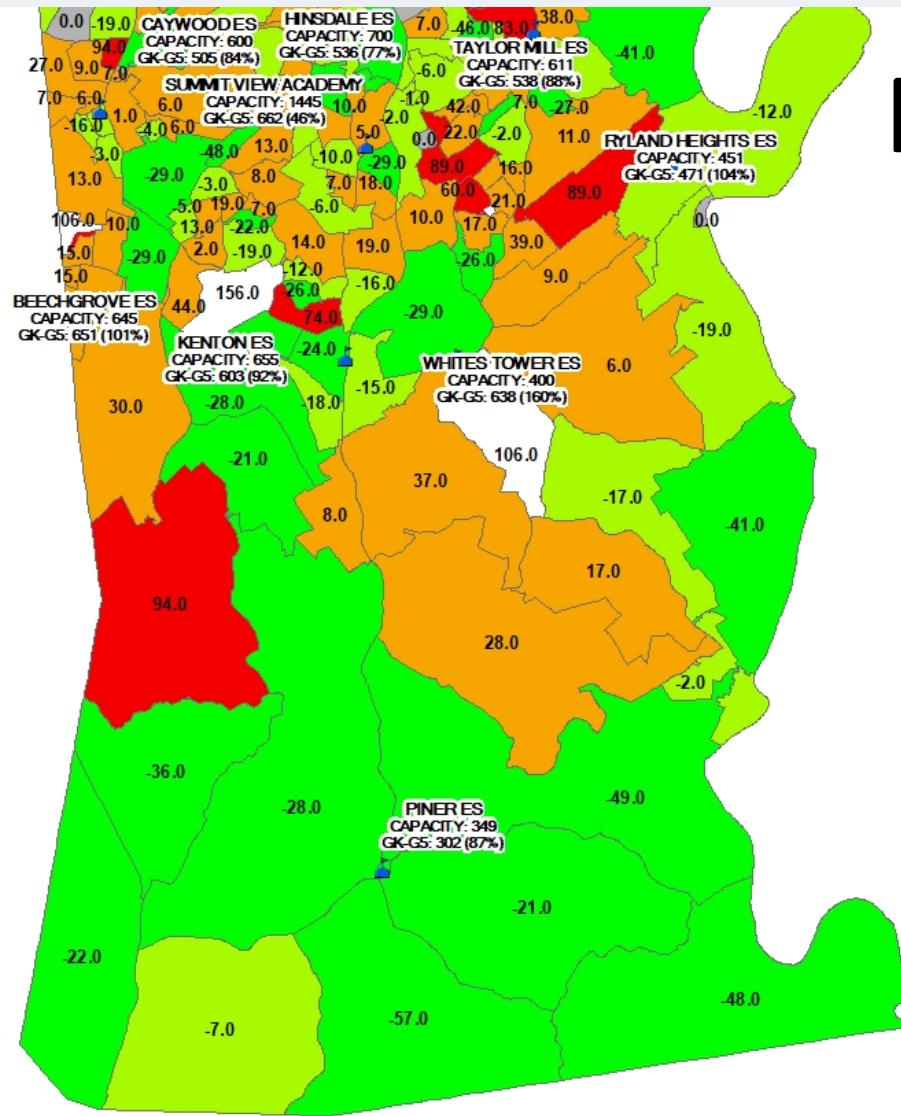 0.0 -19.0 CAYWOOD ES HINSDALE ES 7.0 -46.0 83.0 38.0
CAPACITY: 600 CAPACITY: 700
94.0 GK-G5: 505 (84%) GK-G5: 536 (77%) TAYLOR MILL ES -41.0
27.0 9.0 7.0 -6.0 CAPACITY: 611
GK-G5: 538 (88%)
SUMMIT VIEW ACADEMY
7.0 6.0 6.0 CAPACITY: 1445 10.0 -1.0 42.0 7.0 -27.0 -12.0
1.0 GK-G5: 662 (46%) -2.0
-16.0 -4.0 6.0 5.0 0.0 22.0 -2.0 11.0 RYLAND HEIGHTS ES
-3.0 -48.0 13.0 -10.0 -29.0 CAPACITY: 451
13.0 -29.0 -3.0 8.0 7.0 18.0 89.0 16.0 GK-G5: 471 (104%)
-5.0 19.0 7.0 -6.0 60.0 21.0 89.0
106.0 10.0 13.0 -22.0 10.0 17.0 0.0
15.0 2.0 -19.0 14.0 19.0 39.0
15.0 -29.0 -12.0 -16.0 -26.0 9.0
BEECHGROVE ES 44.0 156.0 -26.0
CAPACITY: 645 74.0 -29.0 -19.0
GK-G5: 651 (101%)
KENTON ES -24.0
CAPACITY: 655 WHITES TOWER ES 6.0
GK-G5: 603 (92%) CAPACITY: 400
-15.0 GK-G5: 638 (160%)
30.0 -28.0 -18.0
-21.0 106.0
37.0 -17.0
8.0 -41.0
17.0
94.0
28.0
-2.0
-36.0
-28.0 -49.0
PINER ES
CAPACITY: 349
GK-G5: 302 (87%)
-21.0
-22.0
-48.0
-7.0 -57.0